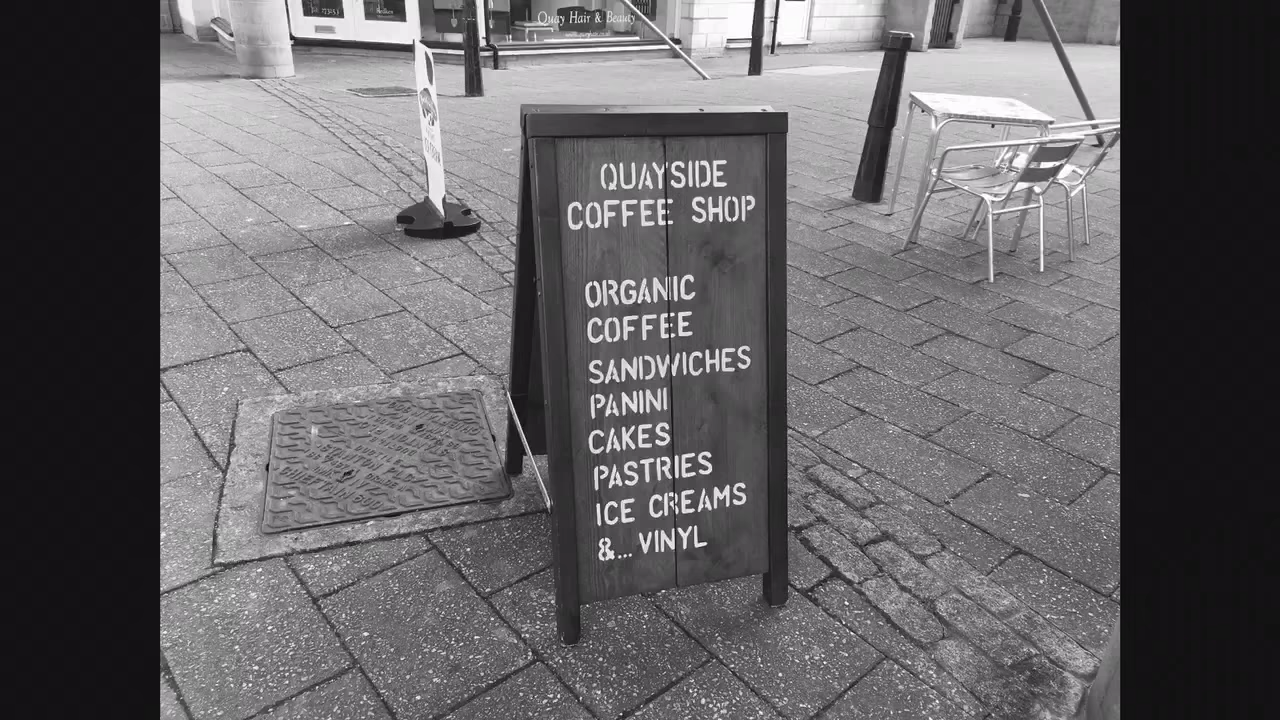 Quay Hair & Beauty
QUAYSIDE
COFFEE SHOP
ORGANIC
COFFEE
SANDWICHES
PANINI
CAKES
PASTRIES
ICE CREAMS
&... VINYL